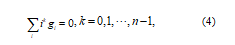 ∑_i i^k g_i = 0, k = 0,1,⋯,n−1, (4)